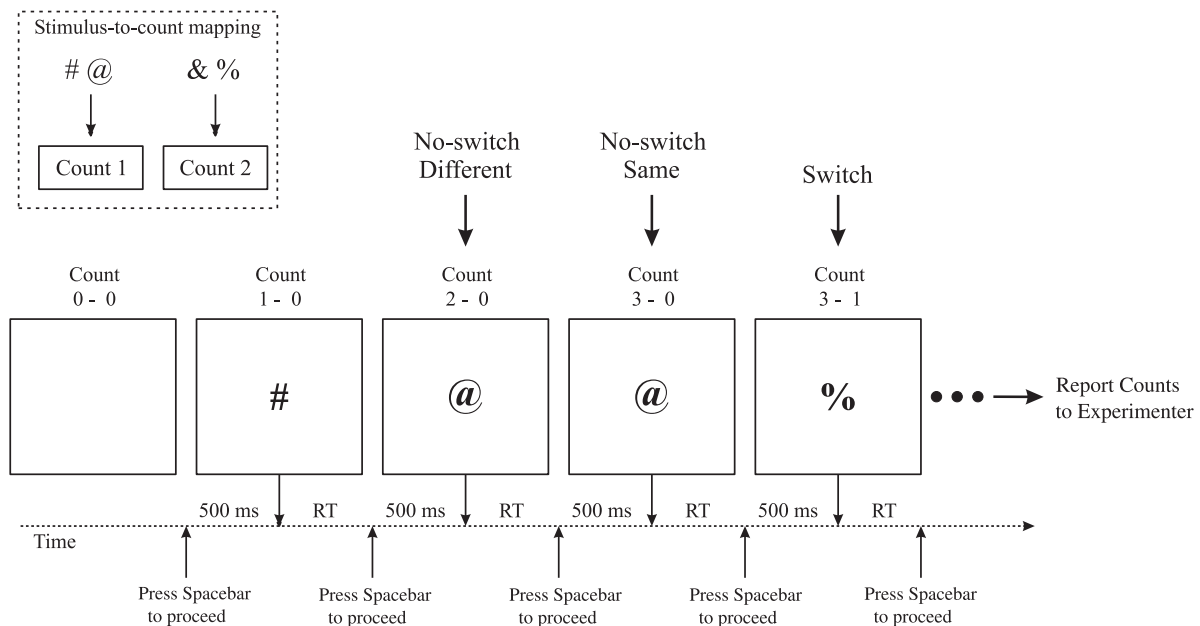 Stimulus-to-count mapping
# @ & %
Count 1 Count 2
No-switch
Different
No-switch
Same
Switch
Count
0 - 0
Count
1 - 0
Count
2 - 0
Count
3 - 0
Count
3 - 1
#
@
@
%
Report Counts
to Experimenter
500 ms RT 500 ms RT 500 ms RT 500 ms RT
Time
Press Spacebar
to proceed
Press Spacebar
to proceed
Press Spacebar
to proceed
Press Spacebar
to proceed
Press Spacebar
to proceed